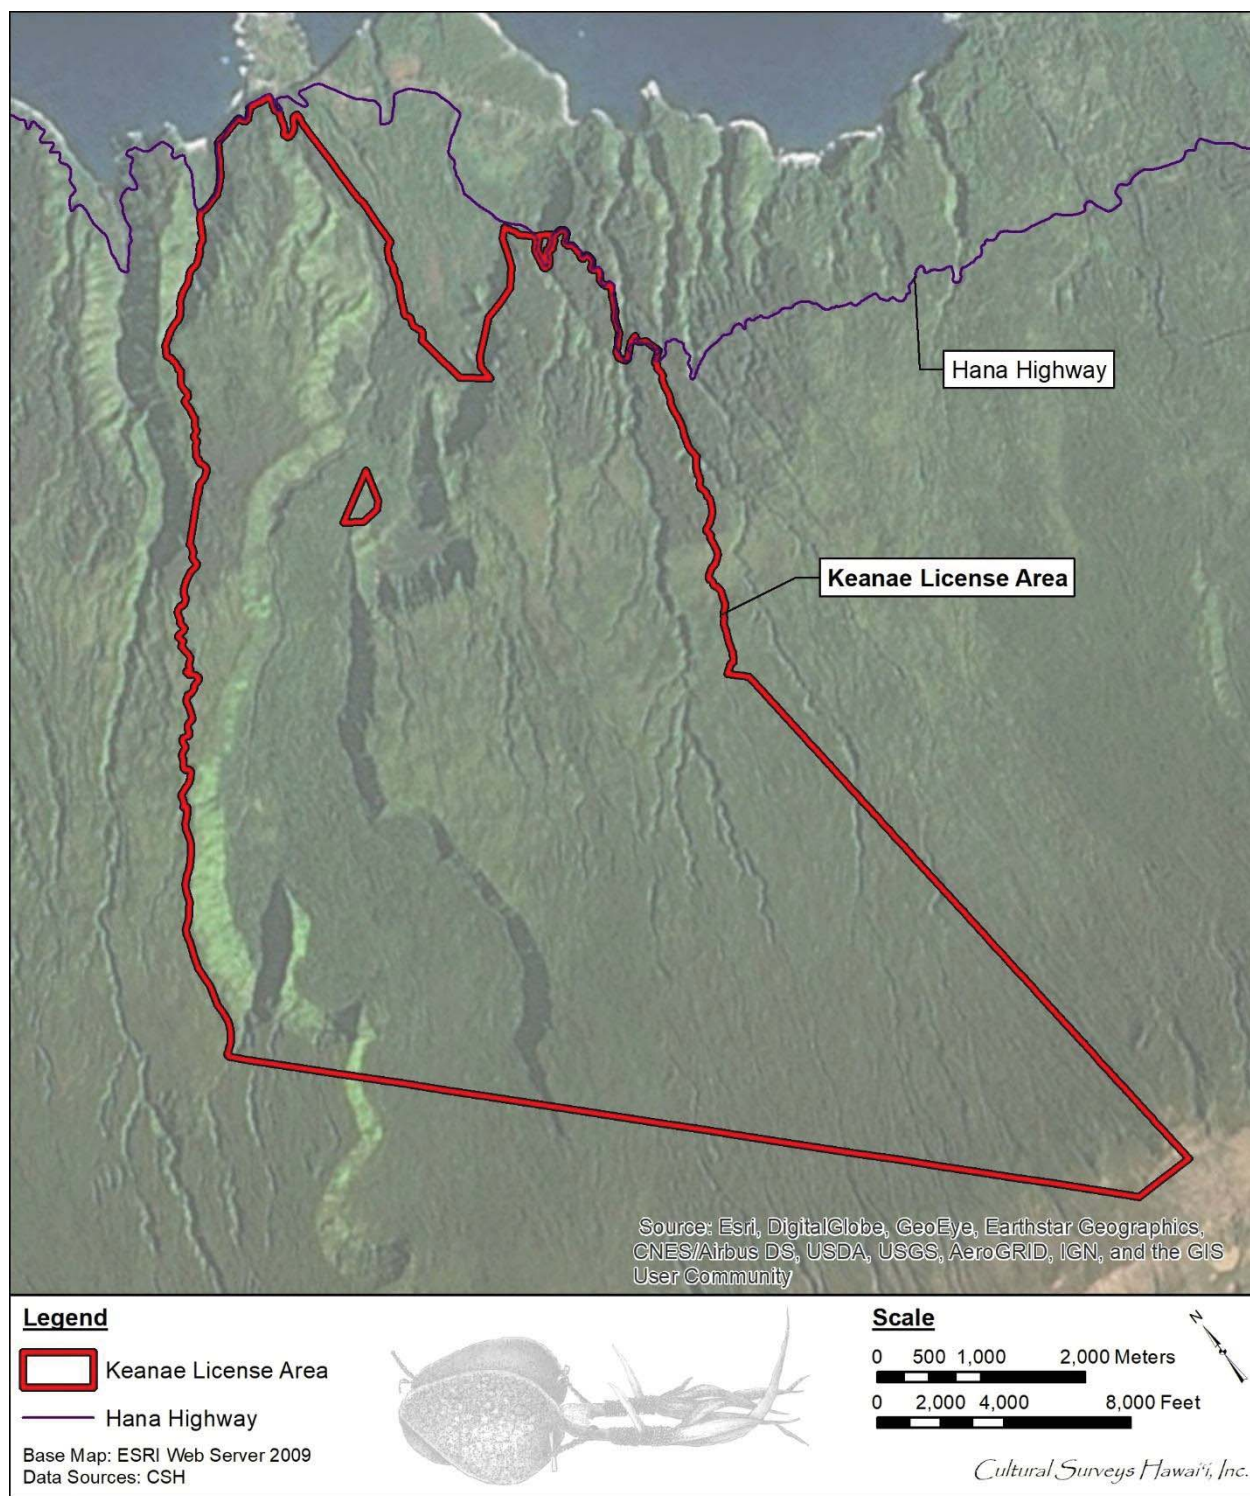 Hana Highway
Keanae License Area
Source: Esri, DigitalGlobe, GeoEye, Earthstar Geographics,
CNES/Airbus DS, USDA, USGS, AeroGRID, IGN, and the GIS
User Community
Legend
Keanae License Area
Hana Highway
Base Map: ESRI Web Server 2009
Data Sources: CSH
Scale
0 500 1,000 2,000 Meters
0 2,000 4,000 8,000 Feet
N
Cultural Surveys Hawaiʻi, Inc.